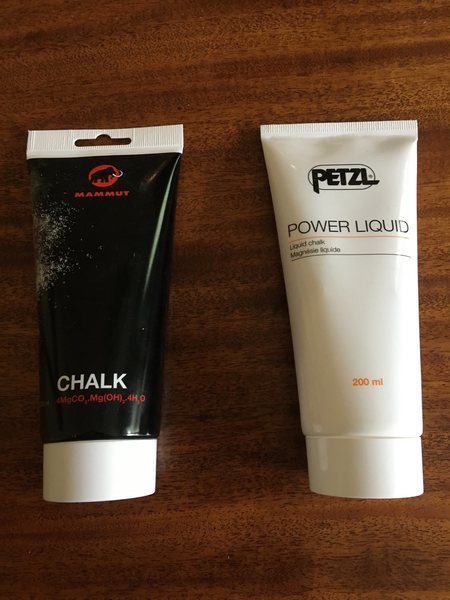 MAMMUT
CHALK
4MgCO3.Mg(OH)2.4H2O
PETZL
POWER LIQUID
Liquid chalk
Magnésie liquide
200 ml